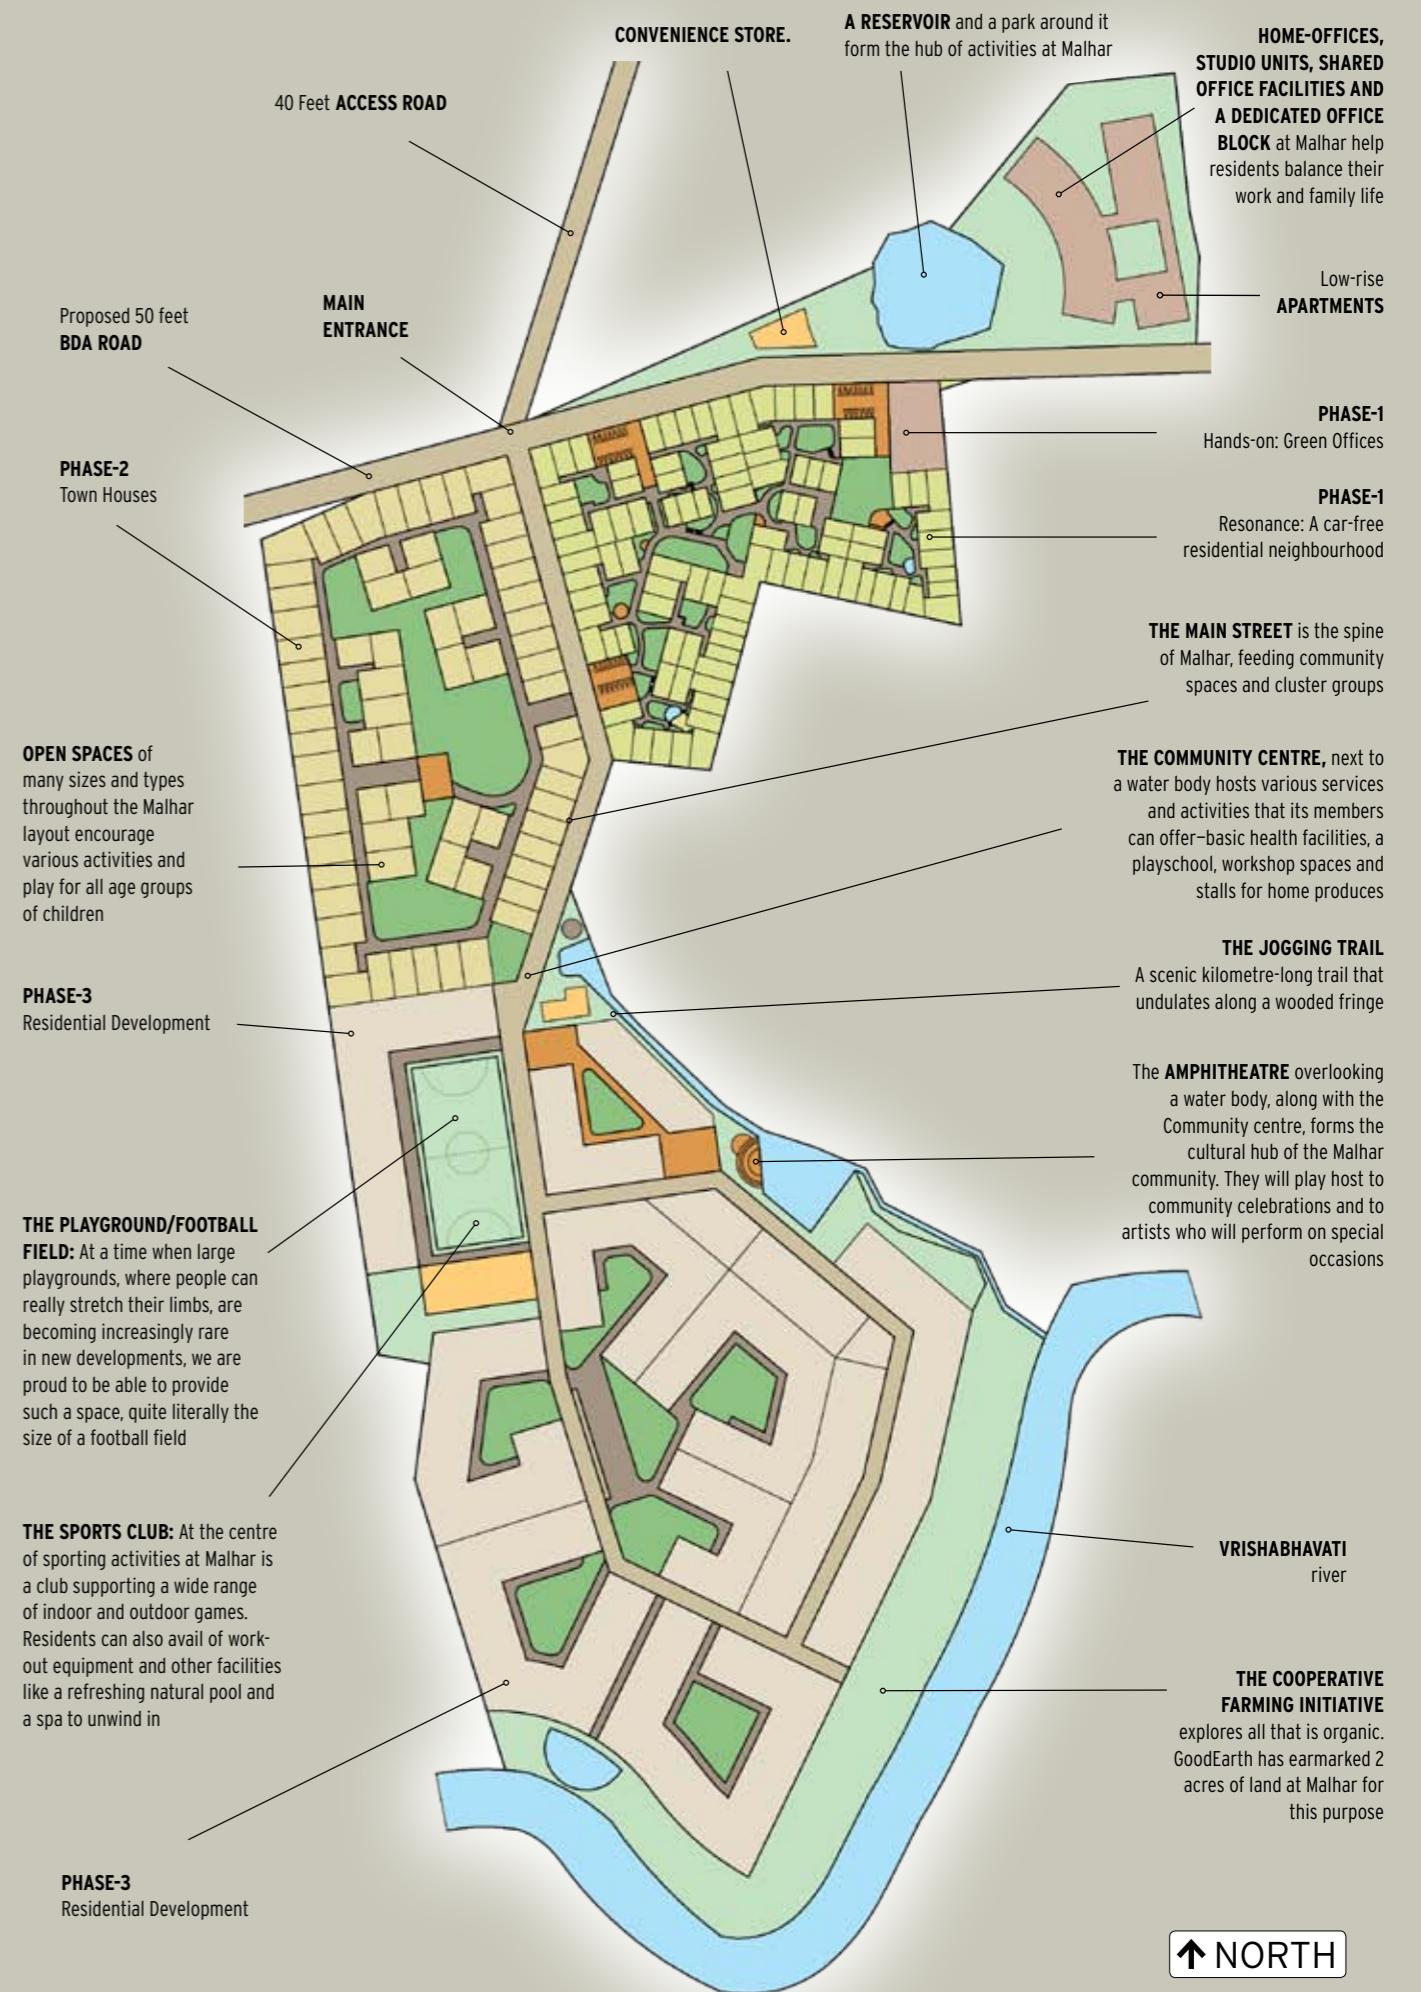 CONVENIENCE STORE.
A RESERVOIR and a park around it
form the hub of activities at Malhar
HOME-OFFICES,
STUDIO UNITS, SHARED
OFFICE FACILITIES AND
A DEDICATED OFFICE
BLOCK at Malhar help
residents balance their
work and family life
40 Feet ACCESS ROAD
Low-rise
APARTMENTS
MAIN
ENTRANCE
Proposed 50 feet
BDA ROAD
PHASE-1
Hands-on: Green Offices
PHASE-2
Town Houses
PHASE-1
Resonance: A car-free
residential neighbourhood
THE MAIN STREET is the spine
of Malhar, feeding community
spaces and cluster groups
OPEN SPACES of
many sizes and types
throughout the Malhar
layout encourage
various activities and
play for all age groups
of children
THE COMMUNITY CENTRE, next to
a water body hosts various services
and activities that its members
can offer–basic health facilities, a
playschool, workshop spaces and
stalls for home produces
THE JOGGING TRAIL
A scenic kilometre-long trail that
undulates along a wooded fringe
PHASE-3
Residential Development
The AMPHITHEATRE overlooking
a water body, along with the
Community centre, forms the
cultural hub of the Malhar
community. They will play host to
community celebrations and to
artists who will perform on special
occasions
THE PLAYGROUND/FOOTBALL
FIELD: At a time when large
playgrounds, where people can
really stretch their limbs, are
becoming increasingly rare
in new developments, we are
proud to be able to provide
such a space, quite literally the
size of a football field
THE SPORTS CLUB: At the centre
of sporting activities at Malhar is
a club supporting a wide range
of indoor and outdoor games.
Residents can also avail of work-
out equipment and other facilities
like a refreshing natural pool and
a spa to unwind in
VRISHABHAVATI
river
THE COOPERATIVE
FARMING INITIATIVE
explores all that is organic.
GoodEarth has earmarked 2
acres of land at Malhar for
this purpose
PHASE-3
Residential Development
NORTH